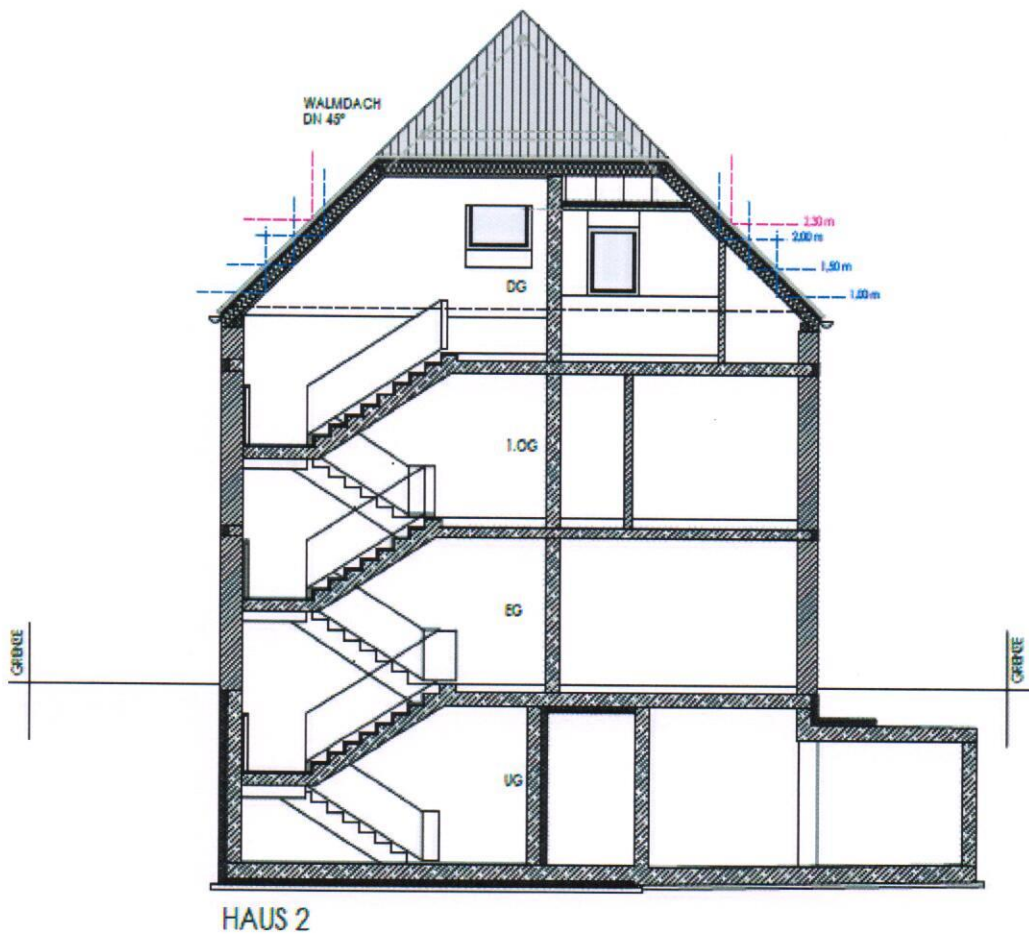 WALMDACH
DN 45°
2,30 m
2,00 m
1,50 m
1,00 m
DG
1.OG
EG
GRENZE
GRENZE
UG
HAUS 2